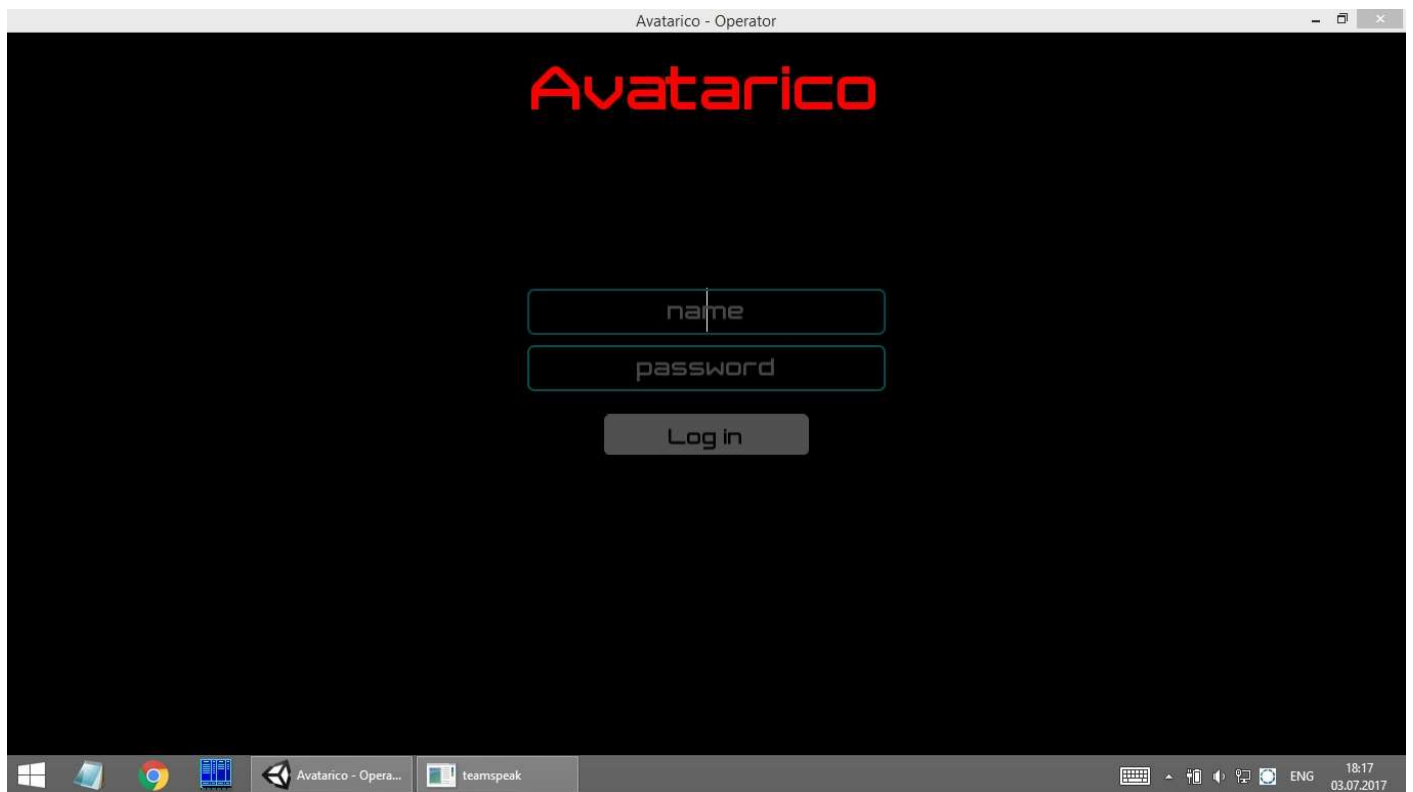 Avatarico - Operator
Avatarico
name
password
Log in
Avatarico - Opera...
teamspeak
ENG
18:17
03.07.2017